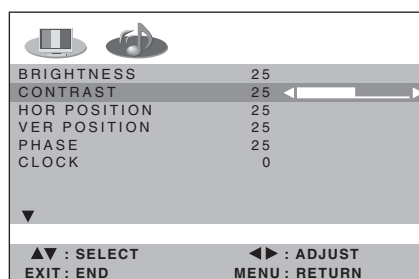 BRIGHTNESS 25
CONTRAST 25
HOR POSITION 25
VER POSITION 25
PHASE 25
CLOCK 0
▼
▲▼ : SELECT ◀▶ : ADJUST
EXIT : END MENU : RETURN